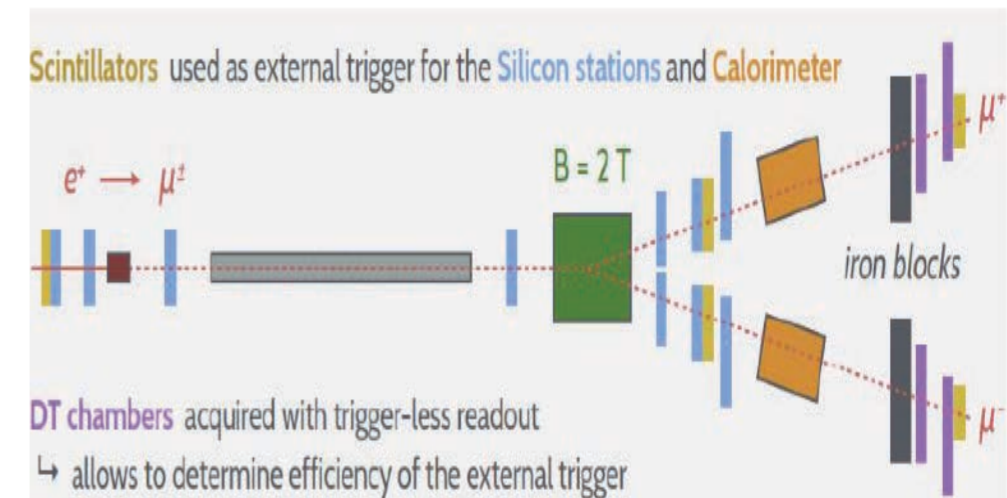 Scintillators used as external trigger for the Silicon stations and Calorimeter
μ⁺
B = 2 T
e⁺ → μ±
iron blocks
DT chambers acquired with trigger-less readout
μ⁻
↳ allows to determine efficiency of the external trigger